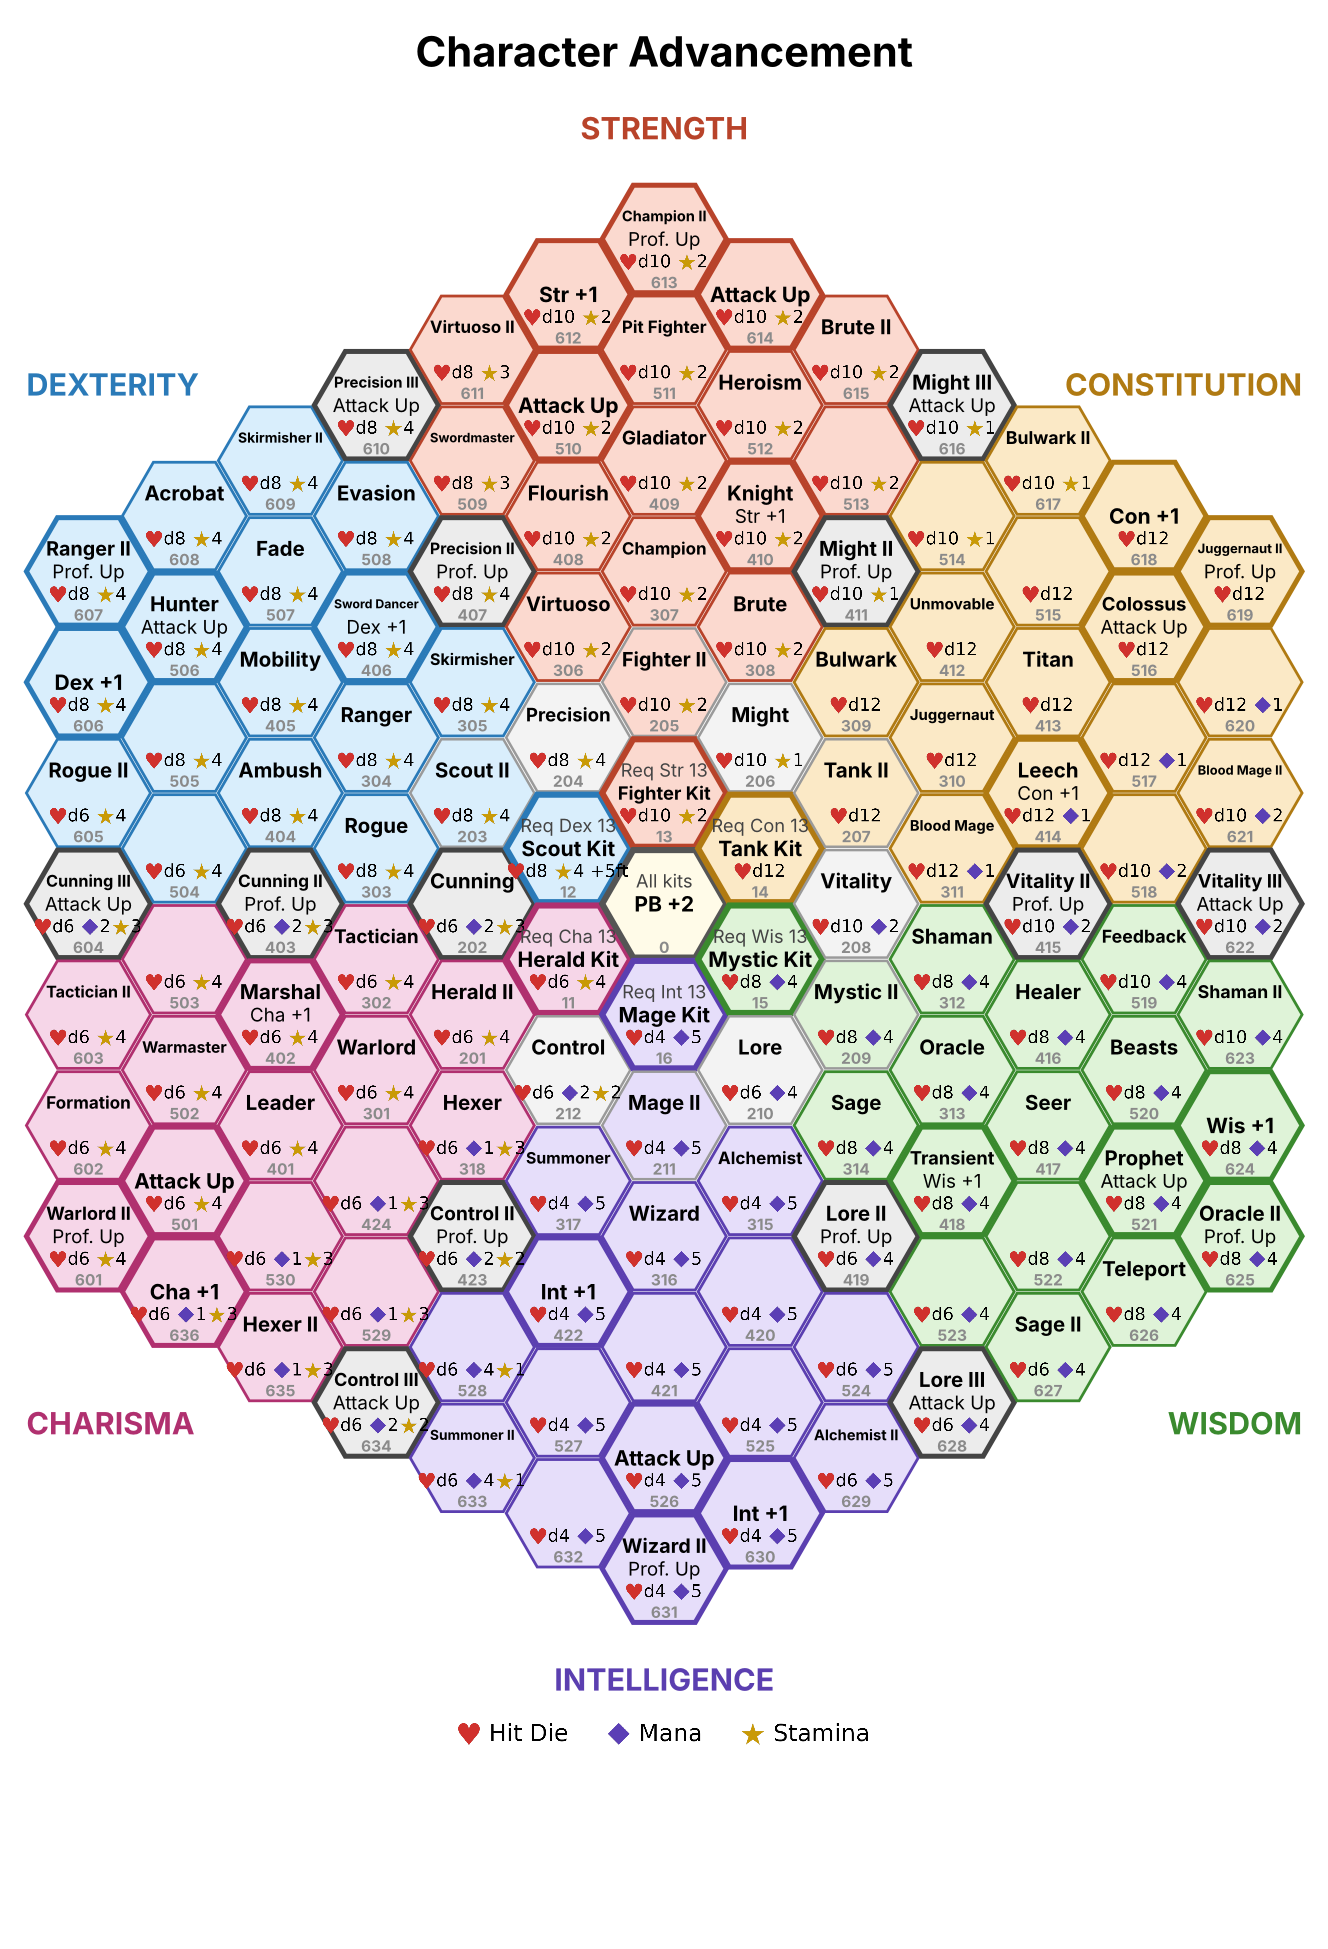 Character Advancement
STRENGTH
Champion II
Prof. Up
♥d10 ★2
613
Str +1
♥d10 ★2
612
Attack Up
♥d10 ★2
614
Virtuoso II
♥d8 ★3
611
Pit Fighter
♥d10 ★2
511
Brute II
♥d10 ★2
615
DEXTERITY
CONSTITUTION
Precision III
Attack Up
♥d8 ★4
610
Attack Up
♥d10 ★2
510
Heroism
♥d10 ★2
512
Might III
Attack Up
♥d10 ★1
616
Skirmisher II
♥d8 ★4
609
Swordmaster
♥d8 ★3
509
Gladiator
♥d10 ★2
409
♥d10 ★2
513
Bulwark II
♥d10 ★1
617
Acrobat
♥d8 ★4
608
Evasion
♥d8 ★4
508
Flourish
♥d10 ★2
408
Knight
Str +1
♥d10 ★2
410
♥d10 ★1
514
Con +1
♥d12
618
Ranger II
Prof. Up
♥d8 ★4
607
Fade
♥d8 ★4
507
Precision II
Prof. Up
♥d8 ★4
407
Champion
♥d10 ★2
307
Might II
Prof. Up
♥d10 ★1
411
♥d12
515
Juggernaut II
Prof. Up
♥d12
619
Hunter
Attack Up
♥d8 ★4
506
Sword Dancer
Dex +1
♥d8 ★4
406
Virtuoso
♥d10 ★2
306
Brute
♥d10 ★2
308
Unmovable
♥d12
412
Colossus
Attack Up
♥d12
516
Dex +1
♥d8 ★4
606
Mobility
♥d8 ★4
405
Skirmisher
♥d8 ★4
305
Fighter II
♥d10 ★2
205
Bulwark
♥d12
309
Titan
♥d12
413
♥d12 ◆1
620
♥d8 ★4
505
Ranger
♥d8 ★4
304
Precision
♥d8 ★4
204
Might
♥d10 ★1
206
Juggernaut
♥d12
310
♥d12 ◆1
517
Rogue II
♥d6 ★4
605
Ambush
♥d8 ★4
404
Scout II
♥d8 ★4
203
Req Str 13
Fighter Kit
♥d10 ★2
13
Tank II
♥d12
207
Leech
Con +1
♥d12 ◆1
414
Blood Mage II
♥d10 ◆2
621
♥d6 ★4
504
Rogue
♥d8 ★4
303
Req Dex 13
Scout Kit
♥d8 ★4 +5ft
12
Req Con 13
Tank Kit
♥d12
14
Blood Mage
♥d12 ◆1
311
♥d10 ◆2
518
Cunning III
Attack Up
♥d6 ◆2★3
604
Cunning II
Prof. Up
♥d6 ◆2★3
403
Cunning
♥d6 ◆2★3
202
All kits
PB +2
0
Vitality
♥d10 ◆2
208
Vitality II
Prof. Up
♥d10 ◆2
415
Vitality III
Attack Up
♥d10 ◆2
622
♥d6 ★4
503
Tactician
♥d6 ★4
302
Req Cha 13
Herald Kit
♥d6 ★4
11
Req Wis 13
Mystic Kit
♥d8 ◆4
15
Shaman
♥d8 ◆4
312
Feedback
♥d10 ◆4
519
Tactician II
♥d6 ★4
603
Marshal
Cha +1
♥d6 ★4
402
Herald II
♥d6 ★4
201
Req Int 13
Mage Kit
♥d4 ◆5
16
Mystic II
♥d8 ◆4
209
Healer
♥d8 ◆4
416
Shaman II
♥d10 ◆4
623
Warmaster
♥d6 ★4
502
Warlord
♥d6 ★4
301
Control
♥d6 ◆2★2
212
Lore
♥d6 ◆4
210
Oracle
♥d8 ◆4
313
Beasts
♥d8 ◆4
520
Formation
♥d6 ★4
602
Leader
♥d6 ★4
401
Hexer
♥d6 ◆1★3
318
Mage II
♥d4 ◆5
211
Sage
♥d8 ◆4
314
Seer
♥d8 ◆4
417
Wis +1
♥d8 ◆4
624
Attack Up
♥d6 ★4
501
♥d6 ◆1★3
424
Summoner
♥d4 ◆5
317
Alchemist
♥d4 ◆5
315
Transient
Wis +1
♥d8 ◆4
418
Prophet
Attack Up
♥d8 ◆4
521
Warlord II
Prof. Up
♥d6 ★4
601
♥d6 ◆1★3
530
Control II
Prof. Up
♥d6 ◆2★2
423
Wizard
♥d4 ◆5
316
Lore II
Prof. Up
♥d6 ◆4
419
♥d8 ◆4
522
Oracle II
Prof. Up
♥d8 ◆4
625
Cha +1
♥d6 ◆1★3
636
♥d6 ◆1★3
529
Int +1
♥d4 ◆5
422
♥d4 ◆5
420
♥d6 ◆4
523
Teleport
♥d8 ◆4
626
Hexer II
♥d6 ◆1★3
635
♥d6 ◆4★1
528
♥d4 ◆5
421
♥d6 ◆5
524
Sage II
♥d6 ◆4
627
Control III
Attack Up
♥d6 ◆2★2
634
♥d4 ◆5
527
♥d4 ◆5
525
Lore III
Attack Up
♥d6 ◆4
628
CHARISMA
WISDOM
Summoner II
♥d6 ◆4★1
633
Attack Up
♥d4 ◆5
526
Alchemist II
♥d6 ◆5
629
♥d4 ◆5
632
Int +1
♥d4 ◆5
630
Wizard II
Prof. Up
♥d4 ◆5
631
INTELLIGENCE
♥ Hit Die ◆ Mana ★ Stamina